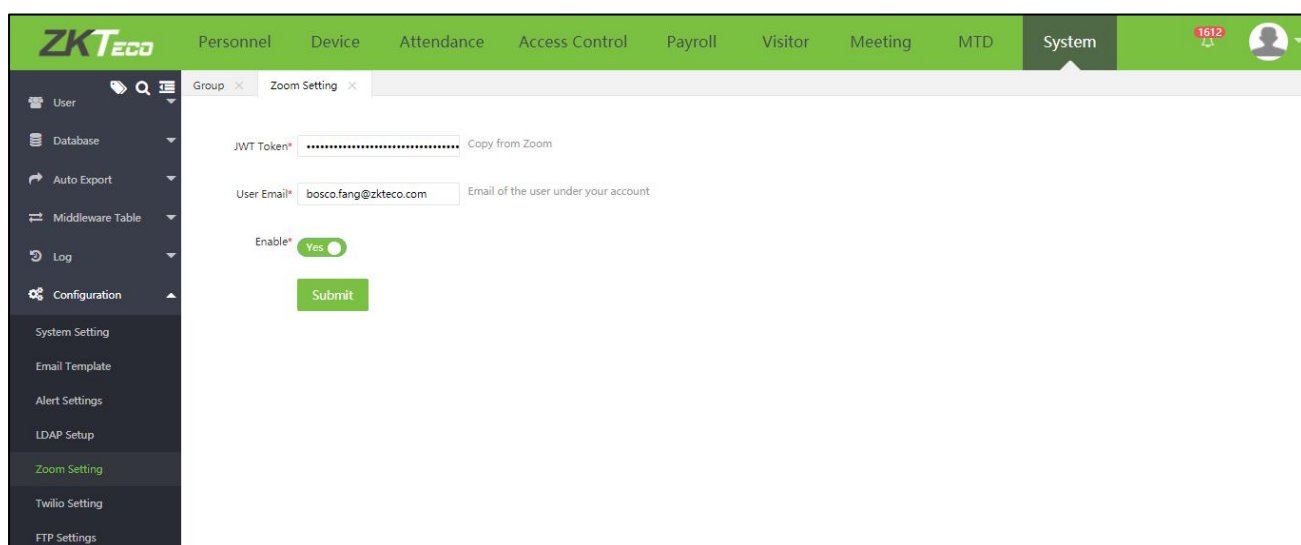 ZKTECO Personnel Device Attendance Access Control Payroll Visitor Meeting MTD System 1612
Group Zoom Setting
User
Database
Auto Export
Middleware Table
Log
Configuration
System Setting
Email Template
Alert Settings
LDAP Setup
Zoom Setting
Twilio Setting
FTP Settings
JWT Token* •••••••••••••••••••••••••••••••••• Copy from Zoom
User Email* bosco.fang@zkteco.com Email of the user under your account
Enable* Yes
Submit